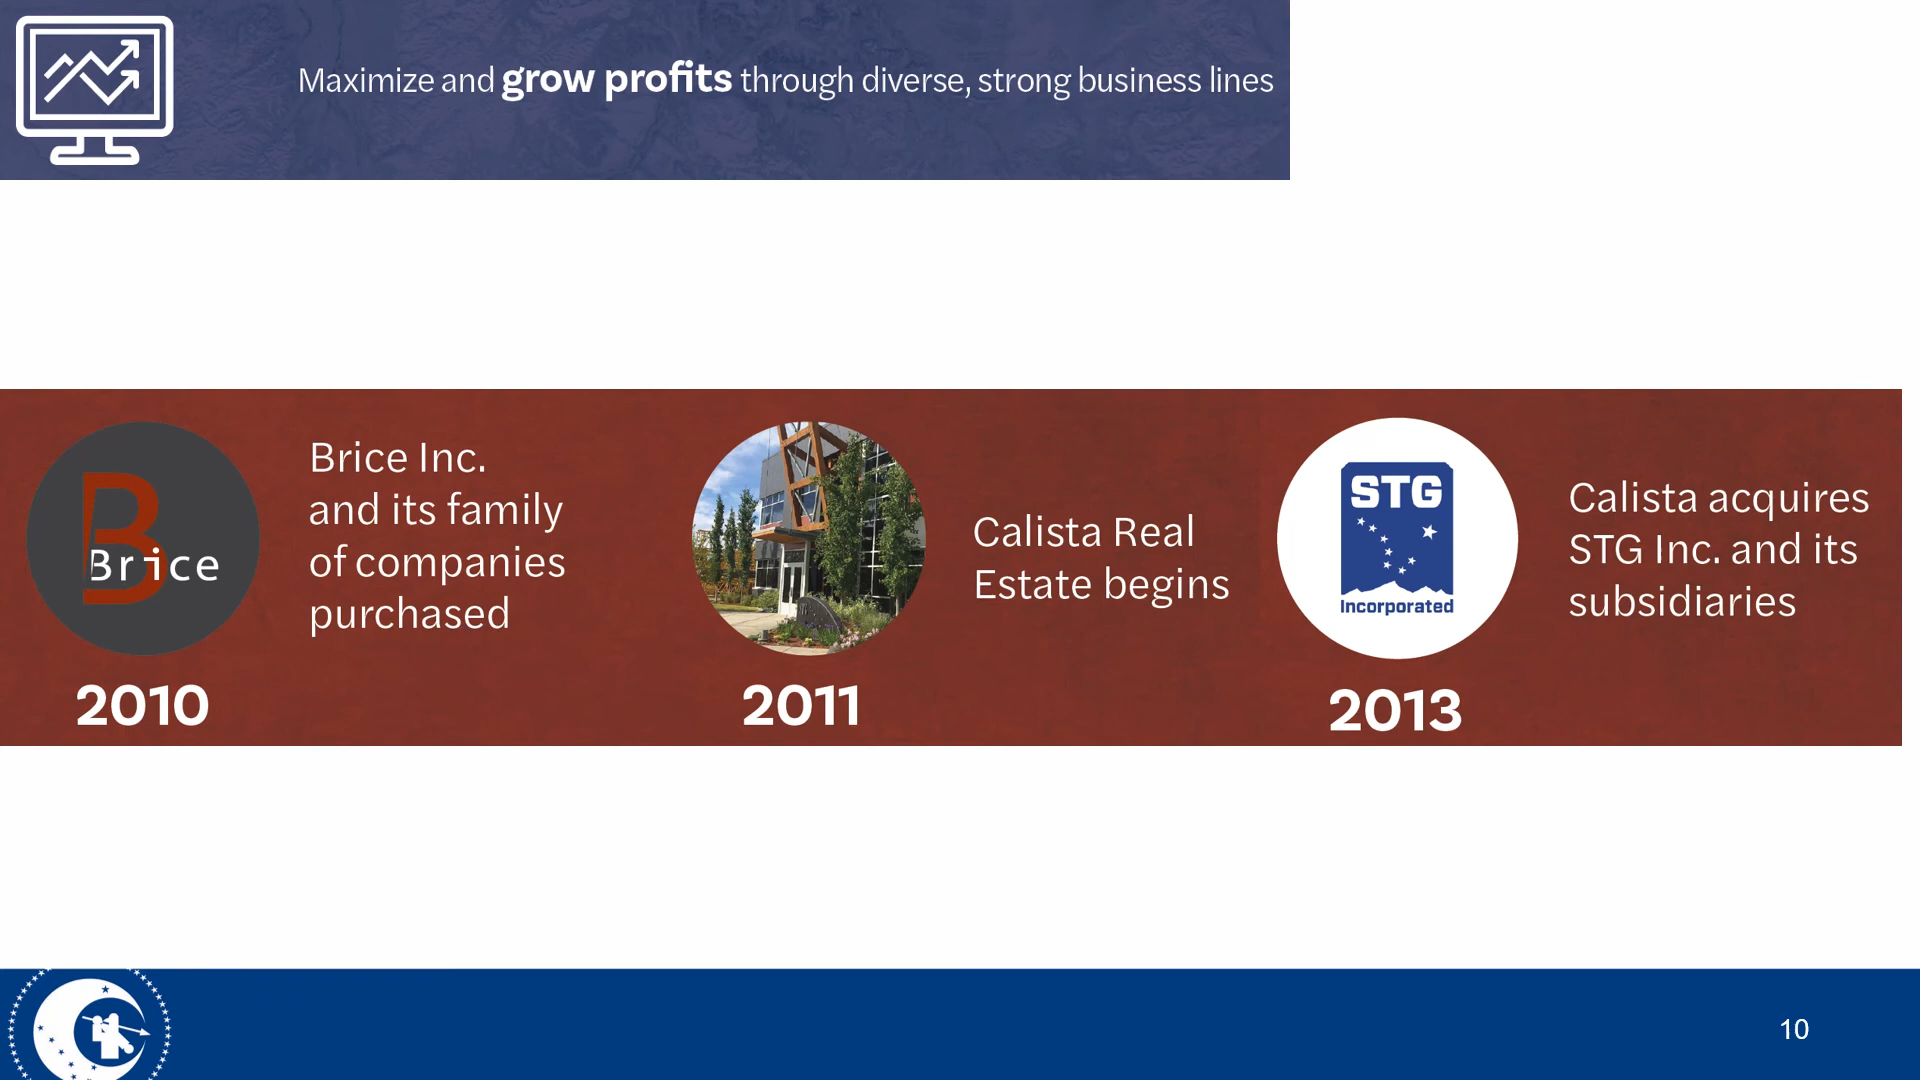 Maximize and grow profits through diverse, strong business lines
Brice
Brice Inc.
and its family
of companies
purchased
2010
Calista Real
Estate begins
2011
STG
Incorporated
Calista acquires
STG Inc. and its
subsidiaries
2013
10